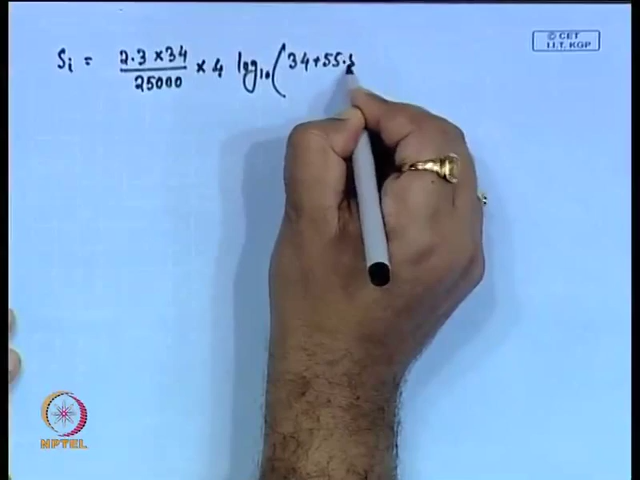 © CET
I.I.T. KGP
Si = 2.3 × 34 / 25000 × 4 log10 ( 34 + 55.
NPTEL